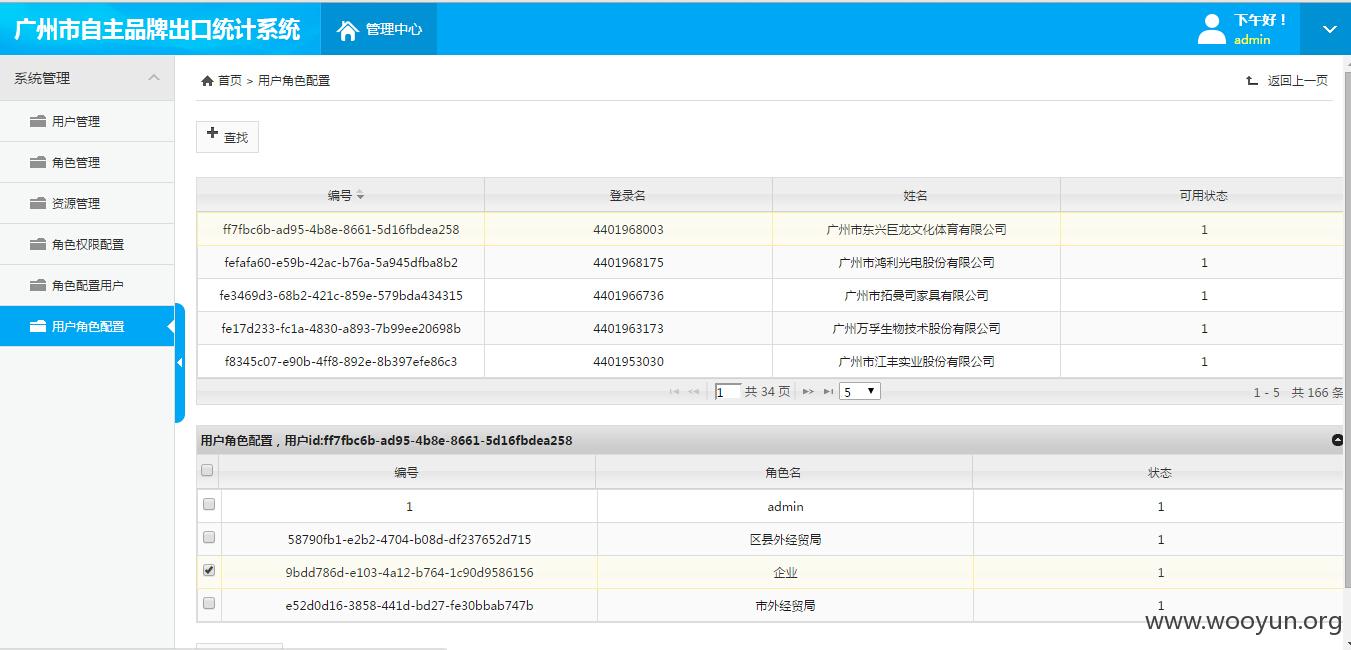 广州市自主品牌出口统计系统 管理中心 下午好！
admin
系统管理
用户管理
角色管理
资源管理
角色权限配置
角色配置用户
用户角色配置
首页 > 用户角色配置 返回上一页
查找
编号 登录名 姓名 可用状态
ff7fbc6b-ad95-4b8e-8661-5d16fbdea258 4401968003 广州市东兴巨龙文化体育有限公司 1
fefafa60-e59b-42ac-b76a-5a945dfba8b2 4401968175 广州市鸿利光电股份有限公司 1
fe3469d3-68b2-421c-859e-579bda434315 4401966736 广州市拓曼司家具有限公司 1
fe17d233-fc1a-4830-a893-7b99ee20698b 4401963173 广州万孚生物技术股份有限公司 1
f8345c07-e90b-4ff8-892e-8b397efe86c3 4401953030 广州市江丰实业股份有限公司 1
1 共 34 页 5 1 - 5 共 166 条
用户角色配置，用户id:ff7fbc6b-ad95-4b8e-8661-5d16fbdea258
编号 角色名 状态
1 admin 1
58790fb1-e2b2-4704-b08d-df237652d715 区县外经贸局 1
9bdd786d-e103-4a12-b764-1c90d9586156 企业 1
e52d0d16-3858-441d-bd27-fe30bbab747b 市外经贸局 1
www.wooyun.org